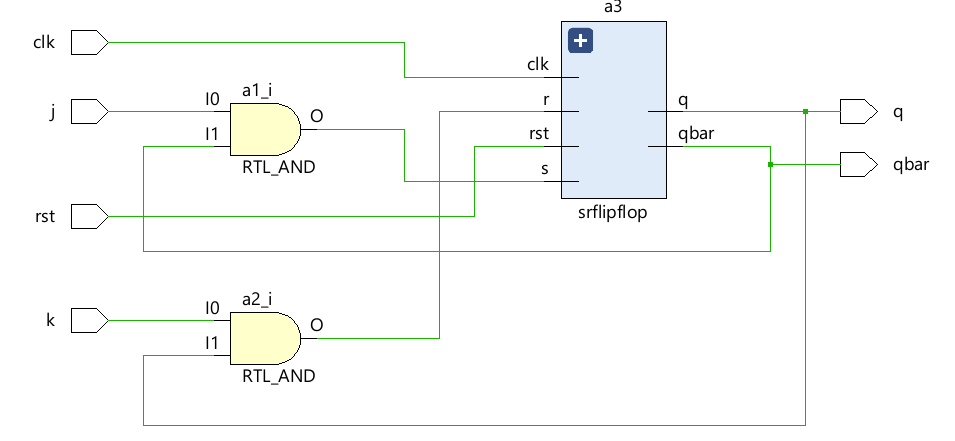 a3
clk
clk
j
I0
a1_i
O
I1
RTL_AND
r
q
q
rst
qbar
qbar
s
rst
srflipflop
k
I0
a2_i
O
I1
RTL_AND